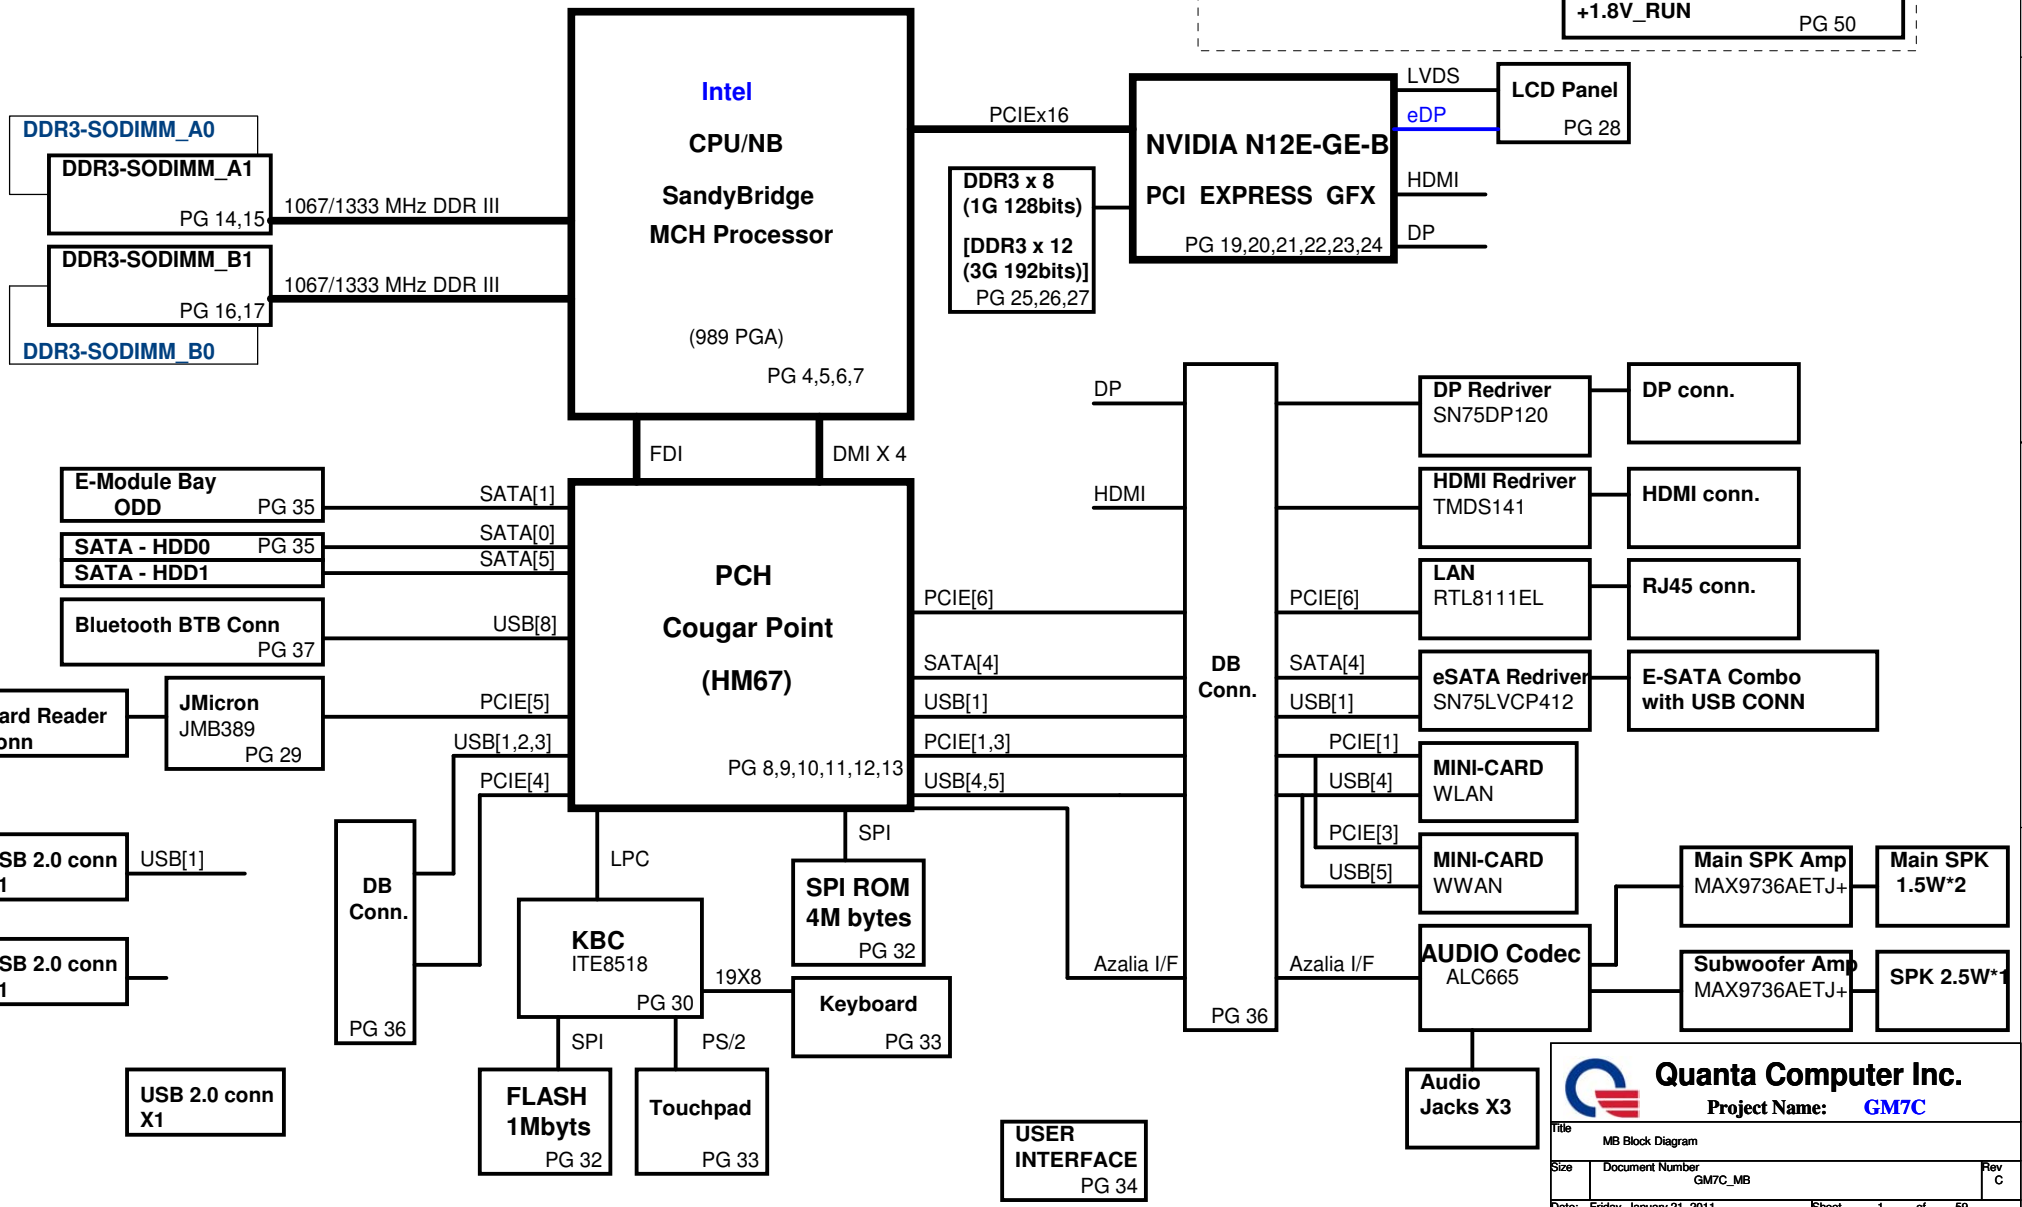 +1.8V_RUN
PG 50
Intel
CPU/NB
SandyBridge
MCH Processor
(989 PGA)
PG 4,5,6,7
DDR3-SODIMM_A0
DDR3-SODIMM_A1
PG 14,15
1067/1333 MHz DDR III
DDR3-SODIMM_B1
PG 16,17
1067/1333 MHz DDR III
DDR3-SODIMM_B0
PCIEx16
NVIDIA N12E-GE-B
PCI EXPRESS GFX
PG 19,20,21,22,23,24
DDR3 x 8
(1G 128bits)
[DDR3 x 12
(3G 192bits)]
PG 25,26,27
LVDS
eDP
HDMI
DP
LCD Panel
PG 28
FDI
DMI X 4
PCH
Cougar Point
(HM67)
PG 8,9,10,11,12,13
E-Module Bay
ODD
PG 35
SATA[1]
SATA - HDD0
PG 35
SATA[0]
SATA - HDD1
SATA[5]
Bluetooth BTB Conn
PG 37
USB[8]
ard Reader
onn
JMicron
JMB389
PG 29
PCIE[5]
USB[1,2,3]
PCIE[4]
SB 2.0 conn
1
USB[1]
SB 2.0 conn
1
USB 2.0 conn
X1
DB
Conn.
PG 36
LPC
KBC
ITE8518
PG 30
SPI
SPI ROM
4M bytes
PG 32
19X8
Keyboard
PG 33
SPI
FLASH
1Mbyts
PG 32
PS/2
Touchpad
PG 33
USER
INTERFACE
PG 34
DP
HDMI
PCIE[6]
SATA[4]
USB[1]
PCIE[1,3]
USB[4,5]
Azalia I/F
DB
Conn.
PG 36
DP Redriver
SN75DP120
DP conn.
HDMI Redriver
TMDS141
HDMI conn.
PCIE[6]
LAN
RTL8111EL
RJ45 conn.
SATA[4]
USB[1]
eSATA Redriver
SN75LVCP412
E-SATA Combo
with USB CONN
PCIE[1]
USB[4]
MINI-CARD
WLAN
PCIE[3]
USB[5]
MINI-CARD
WWAN
Azalia I/F
AUDIO Codec
ALC665
Main SPK Amp
MAX9736AETJ+
Main SPK
1.5W*2
Subwoofer Amp
MAX9736AETJ+
SPK 2.5W*1
Audio
Jacks X3
Quanta Computer Inc.
Project Name: GM7C
Title
MB Block Diagram
Size
Document Number
GM7C_MB
Rev
C
Date: Friday, January 21, 2011
Sheet 1 of 59